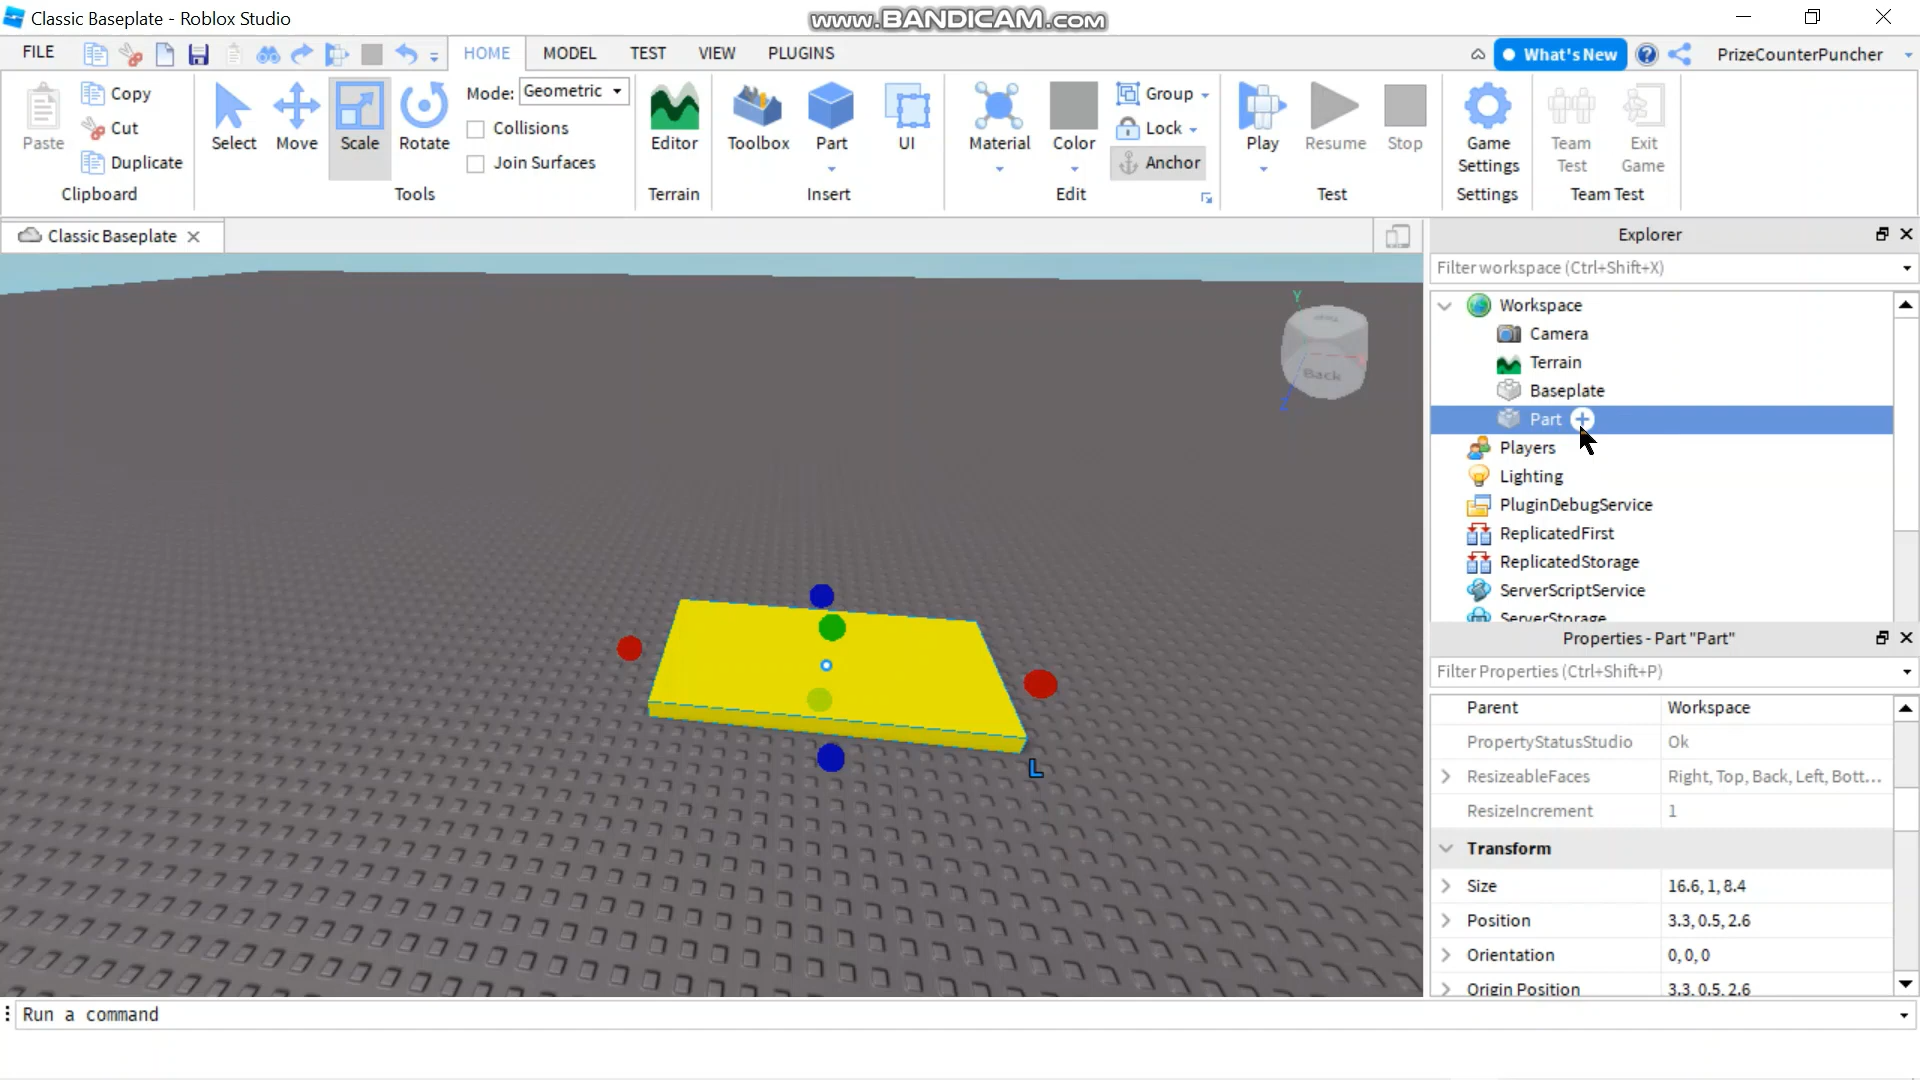 Classic Baseplate - Roblox Studio
www.BANDICAM.com
FILE
HOME
MODEL
TEST
VIEW
PLUGINS
What's New
PrizeCounterPuncher
Paste
Copy
Cut
Duplicate
Clipboard
Select
Move
Scale
Rotate
Mode: Geometric
Collisions
Join Surfaces
Tools
Editor
Terrain
Toolbox
Part
UI
Insert
Material
Color
Group
Lock
Anchor
Edit
Play
Resume
Stop
Test
Game
Settings
Settings
Team
Test
Exit
Game
Team Test
Classic Baseplate
Y
Back
Z
L
Explorer
Filter workspace (Ctrl+Shift+X)
Workspace
Camera
Terrain
Baseplate
Part
Players
Lighting
PluginDebugService
ReplicatedFirst
ReplicatedStorage
ServerScriptService
ServerStorage
Properties - Part "Part"
Filter Properties (Ctrl+Shift+P)
Parent Workspace
PropertyStatusStudio Ok
ResizeableFaces Right, Top, Back, Left, Bott...
ResizeIncrement 1
Transform
Size 16.6, 1, 8.4
Position 3.3, 0.5, 2.6
Orientation 0, 0, 0
Origin Position 3.3, 0.5, 2.6
Run a command